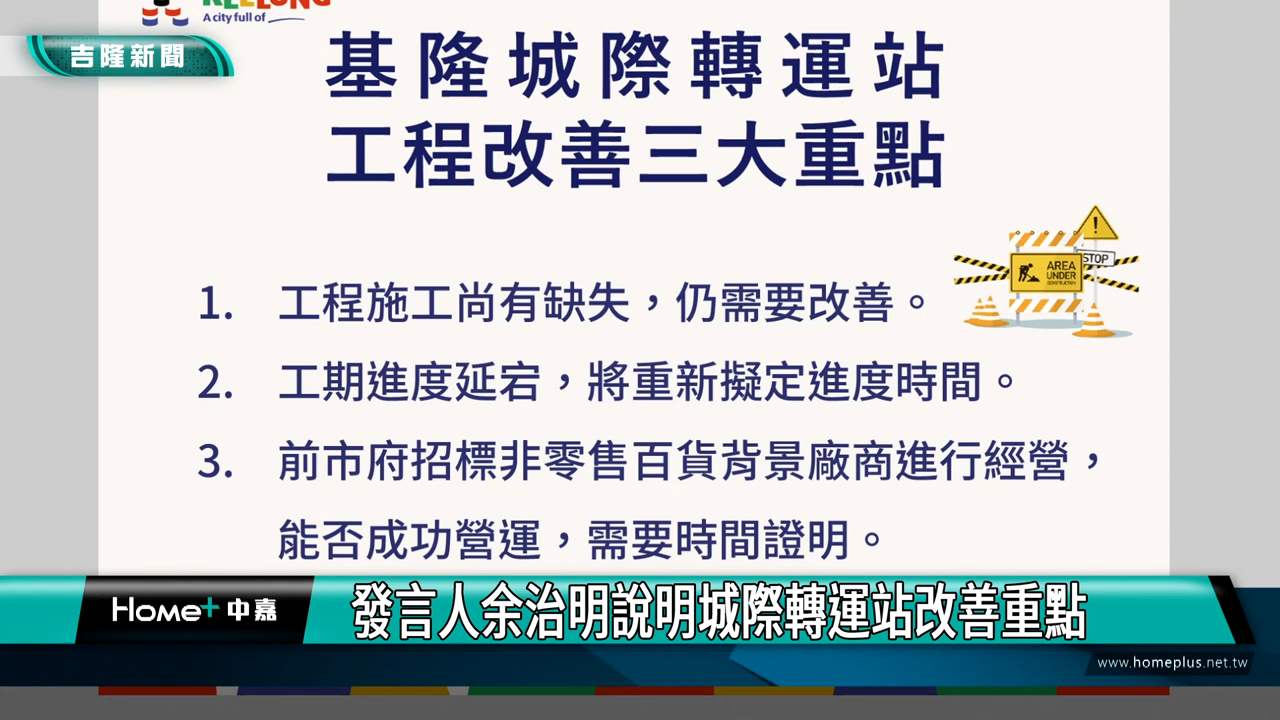 KEELUNG
A city full of
吉隆新聞
基隆城際轉運站
工程改善三大重點
STOP
AREA
UNDER
CONSTRUCTION
1. 工程施工尚有缺失，仍需要改善。
2. 工期進度延宕，將重新擬定進度時間。
3. 前市府招標非零售百貨背景廠商進行經營，
能否成功營運，需要時間證明。
Home+ 中嘉
發言人余治明說明城際轉運站改善重點
www.homeplus.net.tw